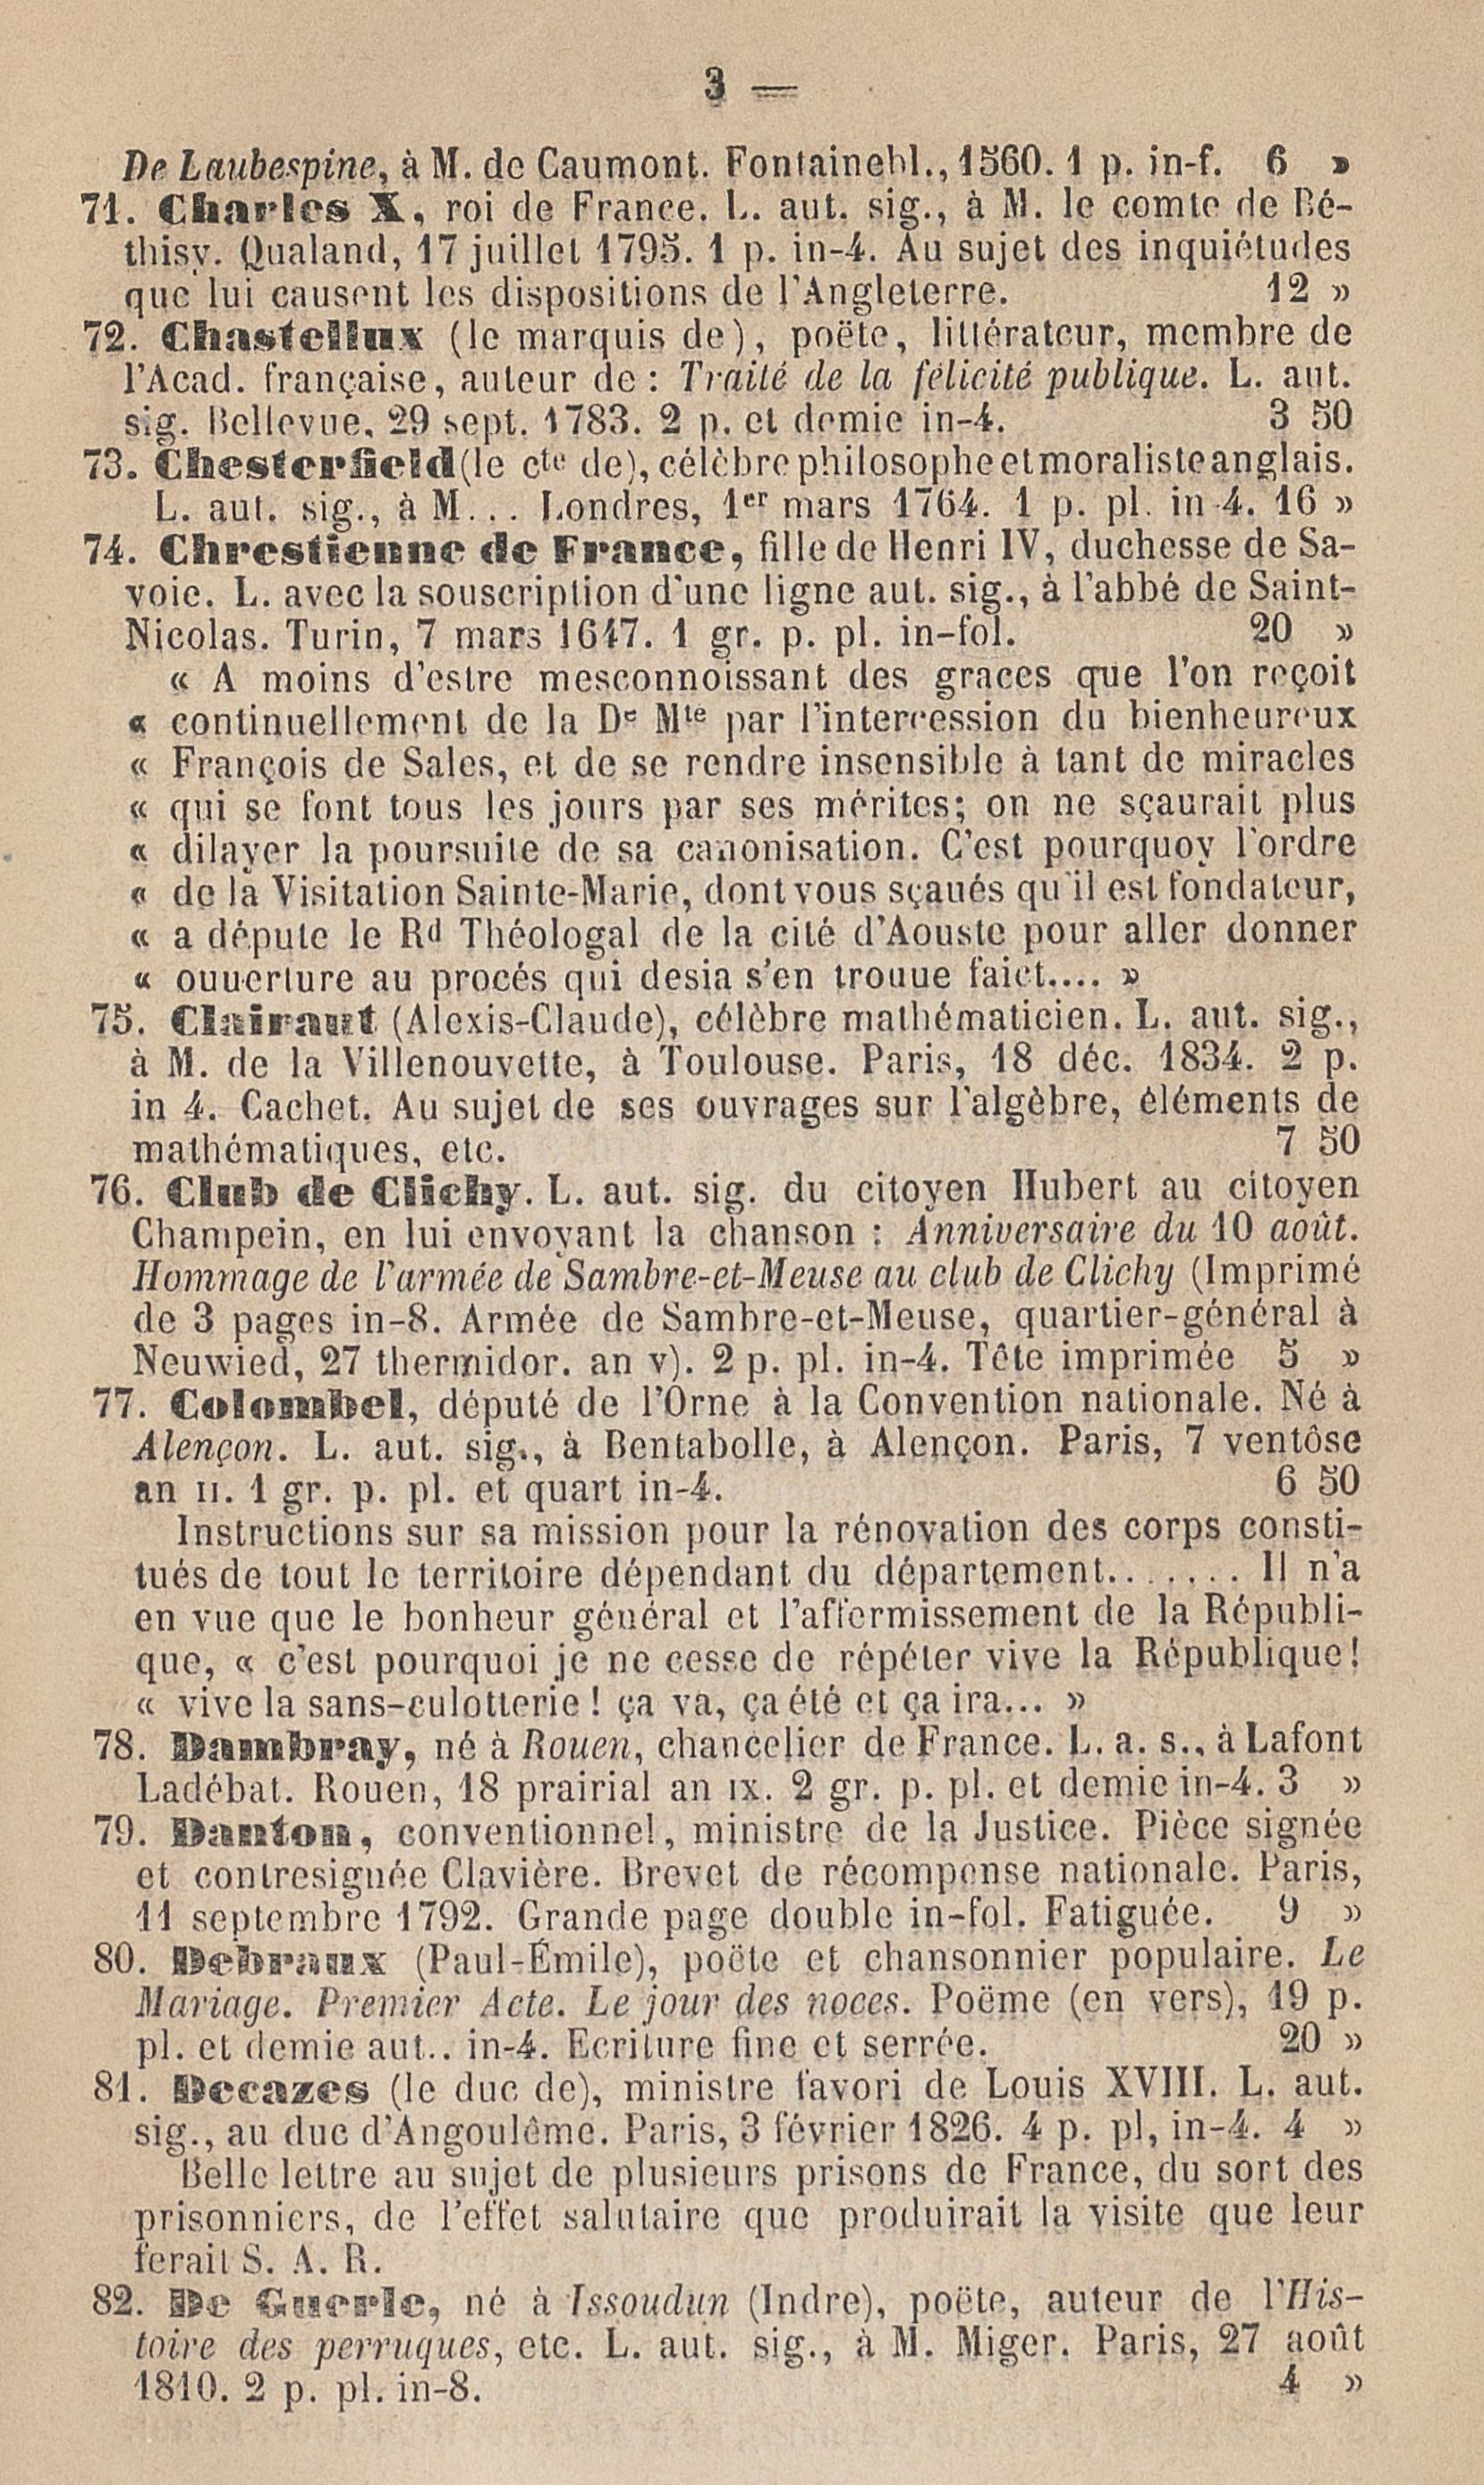 3 —
De Laubespine, à M. de Caumont. Fontainebl., 1560. 1 p. in-f. 6 »
71. Charles X, roi de France. L. aut. sig., à M. le comte de Bé-
thisy. Qualand, 17 juillet 1795. 1 p. in-4. Au sujet des inquiétudes
que lui causent les dispositions de l'Angleterre. 12 »
72. Chastellux (le marquis de), poëte, littérateur, membre de
l'Acad. française, auteur de : Traité de la félicité publique. L. aut.
sig. Bellevue, 29 sept. 1783. 2 p. et demie in-4. 3 50
73. Chesterfield (le cte de), célèbre philosophe et moraliste anglais.
L. aut. sig., à M... Londres, 1er mars 1764. 1 p. pl. in-4. 16 »
74. Chrestienne de France, fille de Henri IV, duchesse de Sa-
voie. L. avec la souscription d'une ligne aut. sig., à l'abbé de Saint-
Nicolas. Turin, 7 mars 1647. 1 gr. p. pl. in-fol. 20 »
« A moins d'estre mesconnoissant des graces que l'on reçoit
« continuellement de la De Mte par l'intercession du bienheureux
« François de Sales, et de se rendre insensible à tant de miracles
« qui se font tous les jours par ses mérites; on ne sçaurait plus
« dilayer la poursuite de sa canonisation. C'est pourquoy l'ordre
« de la Visitation Sainte-Marie, dont vous sçaués qu'il est fondateur,
« a député le Rd Théologal de la cité d'Aouste pour aller donner
« ouuerture au procés qui desia s'en trouue faict.... »
75. Clairaut (Alexis-Claude), célèbre mathématicien. L. aut. sig.,
à M. de la Villenouvette, à Toulouse. Paris, 18 déc. 1834. 2 p.
in 4. Cachet. Au sujet de ses ouvrages sur l'algèbre, éléments de
mathématiques, etc. 7 50
76. Club de Clichy. L. aut. sig. du citoyen Hubert au citoyen
Champein, en lui envoyant la chanson : Anniversaire du 10 août.
Hommage de l'armée de Sambre-et-Meuse au club de Clichy (Imprimé
de 3 pages in-8. Armée de Sambre-et-Meuse, quartier-général à
Neuwied, 27 thermidor. an v). 2 p. pl. in-4. Tête imprimée 5 »
77. Colombel, député de l'Orne à la Convention nationale. Né à
Alençon. L. aut. sig., à Bentabolle, à Alençon. Paris, 7 ventôse
an II. 1 gr. p. pl. et quart in-4. 6 50
Instructions sur sa mission pour la rénovation des corps consti-
tués de tout le territoire dépendant du département....... Il n'a
en vue que le bonheur général et l'affermissement de la Républi-
que, « c'est pourquoi je ne cesse de répéter vive la République!
« vive la sans-culotterie ! ça va, ça été et ça ira... »
78. Dambray, né à Rouen, chancelier de France. L. a. s., à Lafont
Ladébat. Rouen, 18 prairial an IX. 2 gr. p. pl. et demie in-4. 3 »
79. Danton, conventionnel, ministre de la Justice. Pièce signée
et contresignée Clavière. Brevet de récompense nationale. Paris,
11 septembre 1792. Grande page double in-fol. Fatiguée. 9 »
80. Debraux (Paul-Émile), poëte et chansonnier populaire. Le
Mariage. Premier Acte. Le jour des noces. Poëme (en vers), 19 p.
pl. et demie aut.. in-4. Ecriture fine et serrée. 20 »
81. Decazes (le duc de), ministre favori de Louis XVIII. L. aut.
sig., au duc d'Angoulême. Paris, 3 février 1826. 4 p. pl, in-4. 4 »
Belle lettre au sujet de plusieurs prisons de France, du sort des
prisonniers, de l'effet salutaire que produirait la visite que leur
ferait S. A. R.
82. De Guerle, né à Issoudun (Indre), poëte, auteur de l'His-
toire des perruques, etc. L. aut. sig., à M. Miger. Paris, 27 août
1810. 2 p. pl. in-8. 4 »